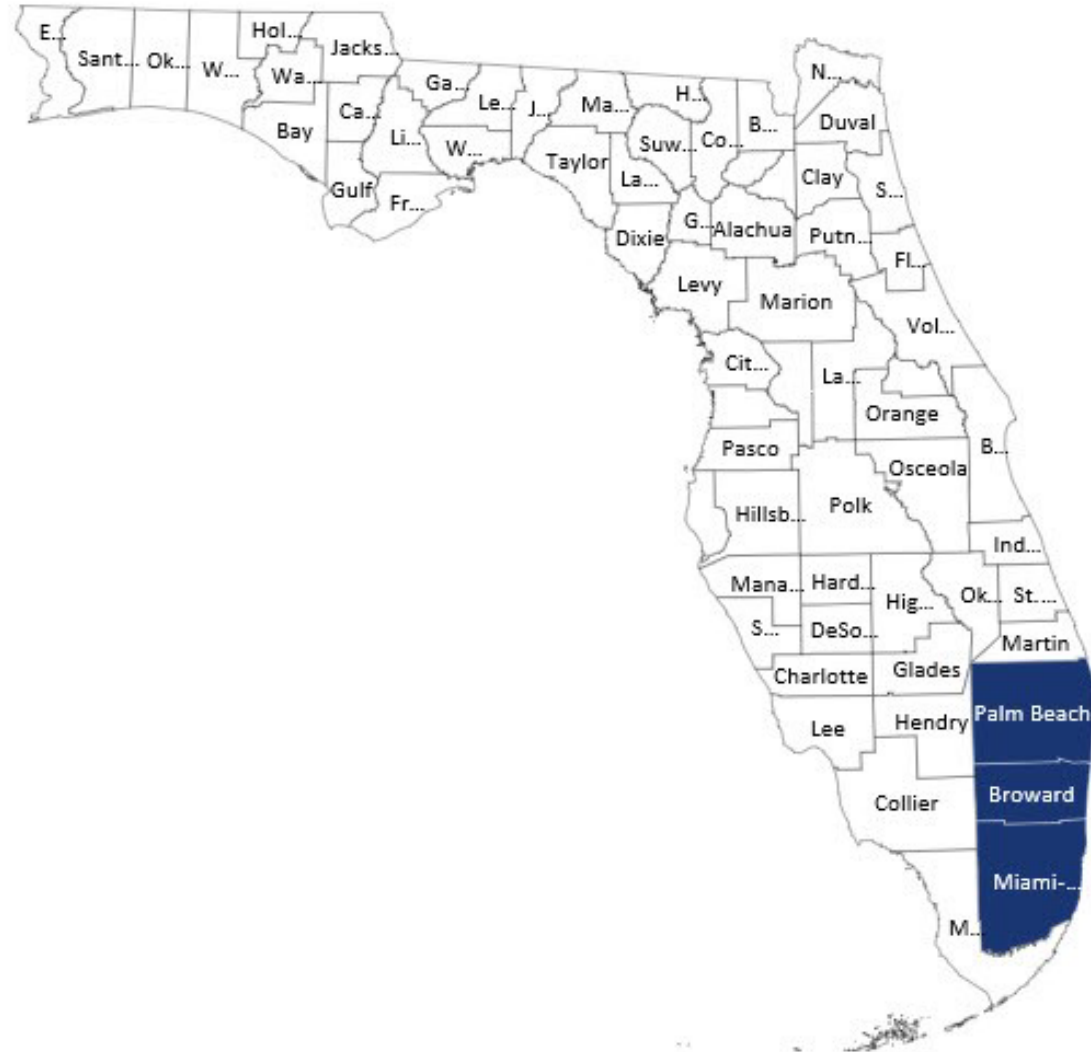 E...
Sant...
Ok...
W...
Hol...
Jacks...
Wa...
Bay
Ca...
Gulf
Li...
Ga...
Fr...
Le...
W...
J...
Ma...
Taylor
H...
Suw...
La...
Dixie
Co...
B...
N...
Duval
Clay
S...
G...
Alachua
Putn...
Fl...
Levy
Marion
Vol...
Cit...
La...
Orange
B...
Pasco
Osceola
Hillsb...
Polk
Ind...
Mana...
Hard...
Hig...
Ok...
St. ...
S...
DeSo...
Martin
Charlotte
Glades
Lee
Hendry
Palm Beach
Collier
Broward
Miami-...
M...